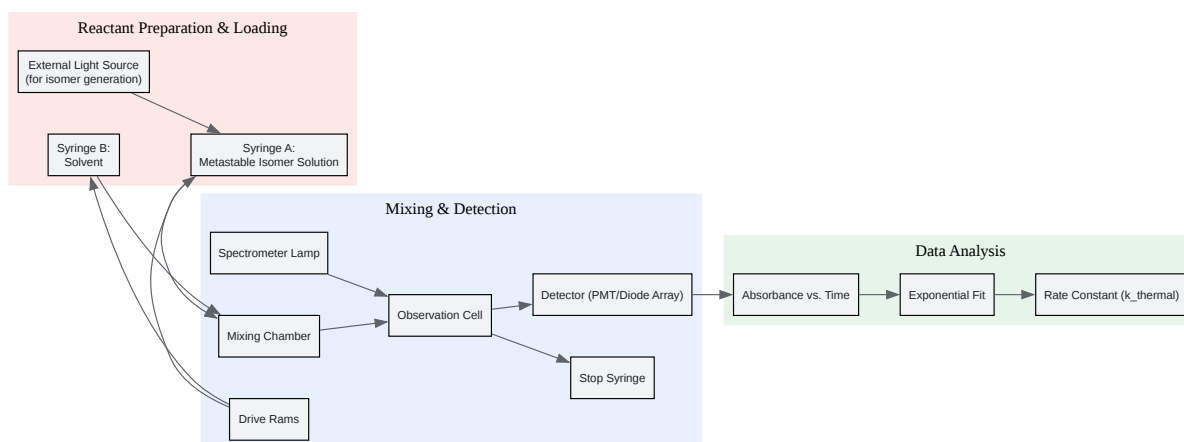 Reactant Preparation & Loading
External Light Source
(for isomer generation)
Syringe B:
Solvent
Syringe A:
Metastable Isomer Solution
Mixing & Detection
Spectrometer Lamp
Mixing Chamber
Drive Rams
Observation Cell
Detector (PMT/Diode Array)
Stop Syringe
Data Analysis
Absorbance vs. Time
Exponential Fit
Rate Constant (k_thermal)